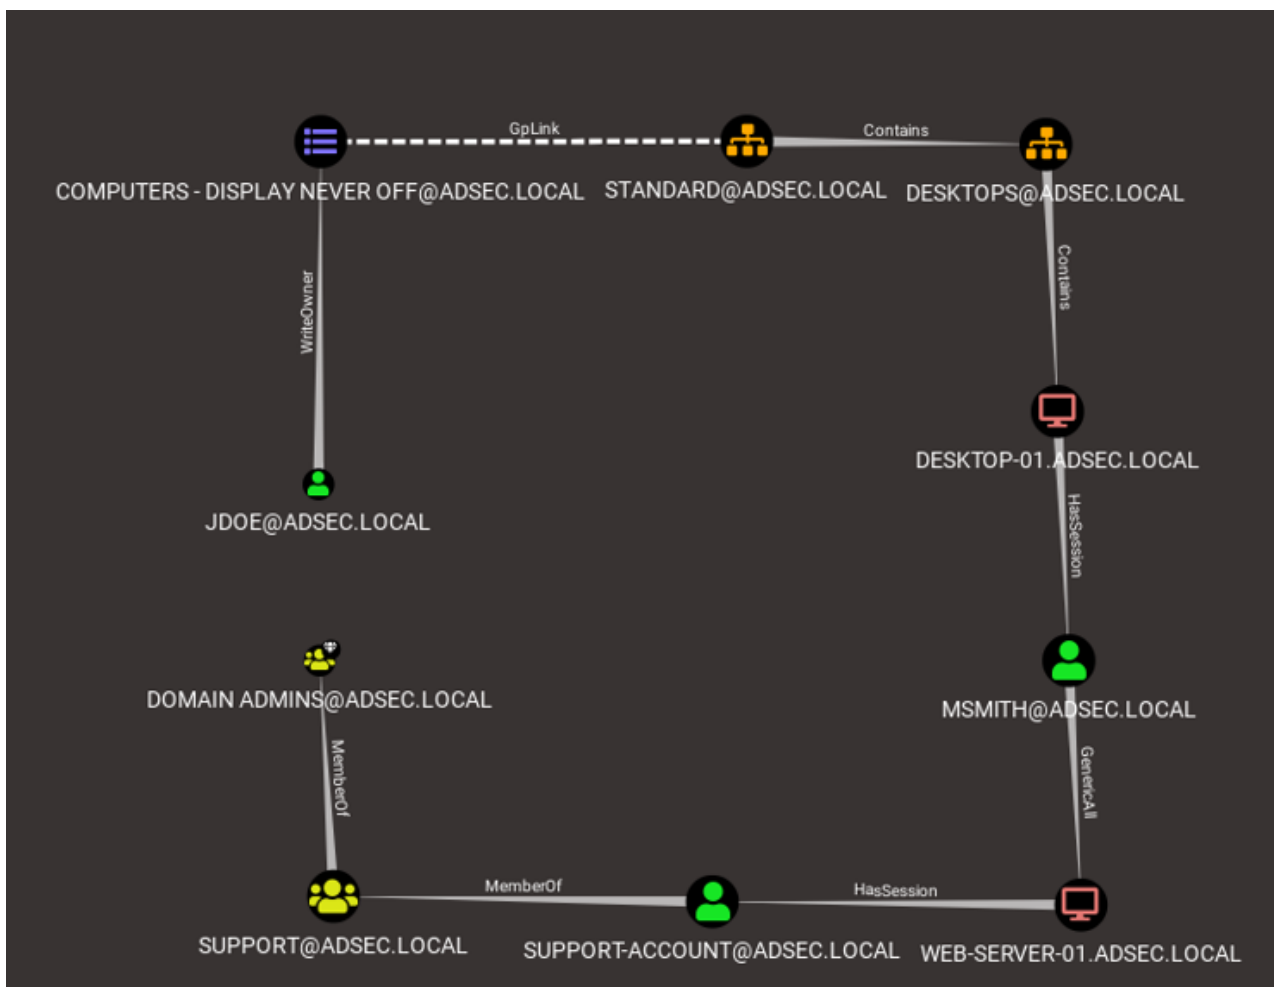 GpLink
Contains
COMPUTERS - DISPLAY NEVER OFF@ADSEC.LOCAL
STANDARD@ADSEC.LOCAL
DESKTOPS@ADSEC.LOCAL
WriteOwner
Contains
DESKTOP-01.ADSEC.LOCAL
JDOE@ADSEC.LOCAL
HasSession
DOMAIN ADMINS@ADSEC.LOCAL
MSMITH@ADSEC.LOCAL
MemberOf
GenericAll
MemberOf
HasSession
SUPPORT@ADSEC.LOCAL
SUPPORT-ACCOUNT@ADSEC.LOCAL
WEB-SERVER-01.ADSEC.LOCAL